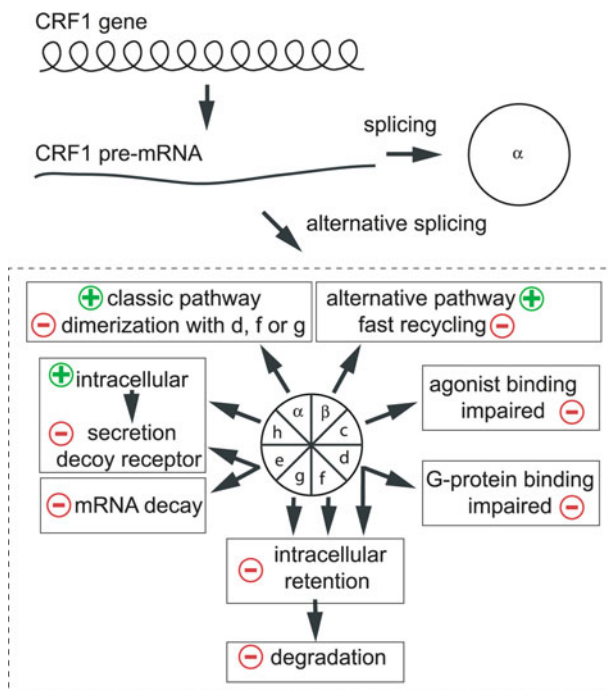 CRF1 gene
CRF1 pre-mRNA
splicing
α
alternative splicing
+ classic pathway
− dimerization with d, f or g
alternative pathway +
fast recycling −
+ intracellular
− secretion
decoy receptor
− mRNA decay
α β
h c
e d
g f
agonist binding
impaired −
G-protein binding
impaired −
− intracellular
retention
− degradation